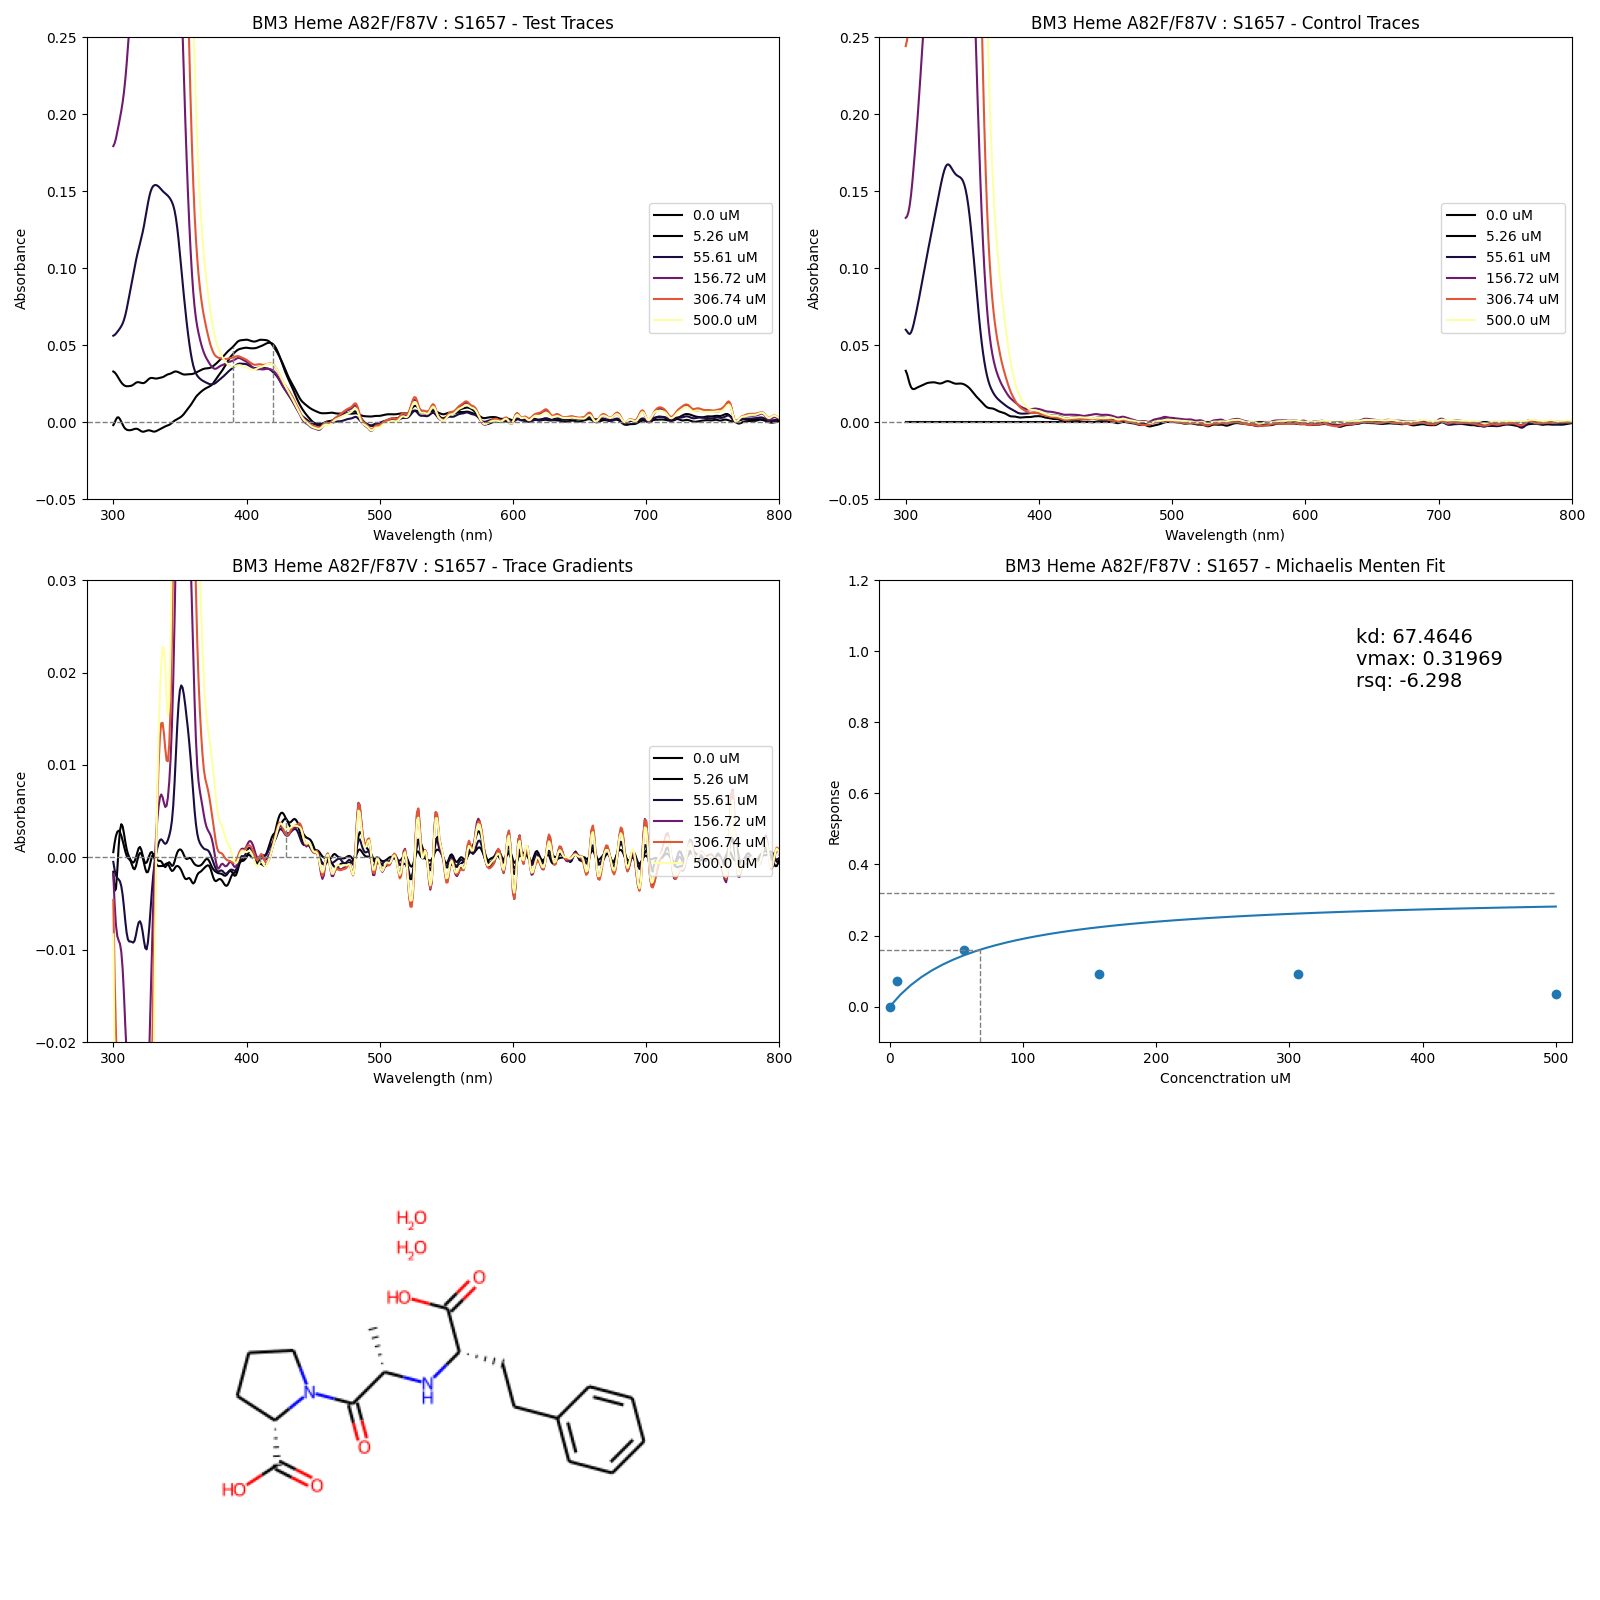 BM3 Heme A82F/F87V : S1657 - Test Traces
0.25
0.20
0.15
0.10
0.05
0.00
−0.05
Absorbance
300 400 500 600 700 800
Wavelength (nm)
0.0 uM
5.26 uM
55.61 uM
156.72 uM
306.74 uM
500.0 uM
BM3 Heme A82F/F87V : S1657 - Control Traces
0.25
0.20
0.15
0.10
0.05
0.00
−0.05
Absorbance
300 400 500 600 700 800
Wavelength (nm)
0.0 uM
5.26 uM
55.61 uM
156.72 uM
306.74 uM
500.0 uM
BM3 Heme A82F/F87V : S1657 - Trace Gradients
0.03
0.02
0.01
0.00
−0.01
−0.02
Absorbance
300 400 500 600 700 800
Wavelength (nm)
0.0 uM
5.26 uM
55.61 uM
156.72 uM
306.74 uM
500.0 uM
BM3 Heme A82F/F87V : S1657 - Michaelis Menten Fit
1.2
1.0
0.8
0.6
0.4
0.2
0.0
Response
0 100 200 300 400 500
Concenctration uM
kd: 67.4646
vmax: 0.31969
rsq: -6.298
H2O
H2O
O
HO
N
N
H
O
HO
O